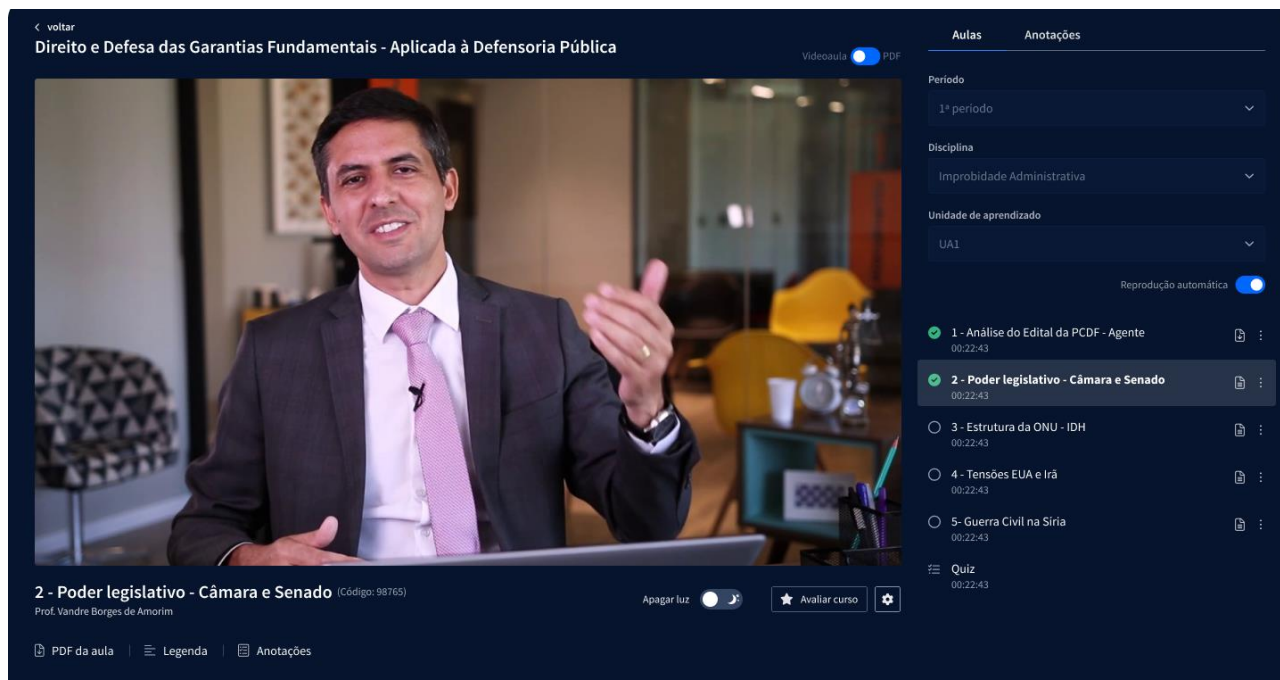 voltar
Direito e Defesa das Garantias Fundamentais - Aplicada à Defensoria Pública
Videoaula PDF
2 - Poder legislativo - Câmara e Senado (Código: 98765)
Prof. Vandre Borges de Amorim
Apagar luz
Avaliar curso
PDF da aula
Legenda
Anotações
Aulas
Anotações
Período
1ª período
Disciplina
Improbidade Administrativa
Unidade de aprendizado
UA1
Reprodução automática
1 - Análise do Edital da PCDF - Agente
00:22:43
2 - Poder legislativo - Câmara e Senado
00:22:43
3 - Estrutura da ONU - IDH
00:22:43
4 - Tensões EUA e Irã
00:22:43
5- Guerra Civil na Síria
00:22:43
Quiz
00:22:43